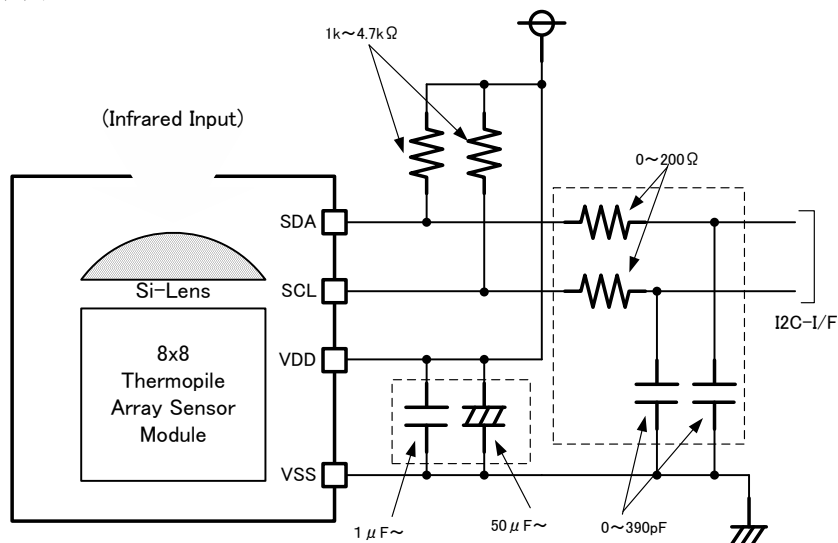 1k～4.7kΩ
(Infrared Input)
0～200Ω
SDA
Si-Lens
SCL
I2C-I/F
VDD
8x8
Thermopile
Array Sensor
Module
VSS
1μF～
50μF～
0～390pF